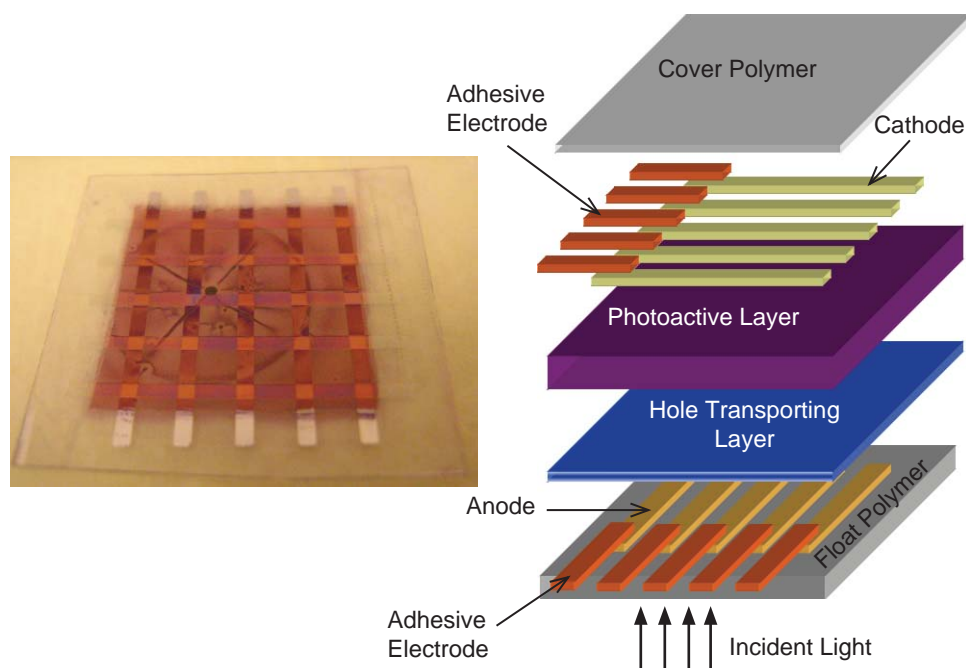 Cover Polymer
Adhesive
Electrode
Cathode
Photoactive Layer
Hole Transporting
Layer
Anode
Float Polymer
Adhesive
Electrode
Incident Light